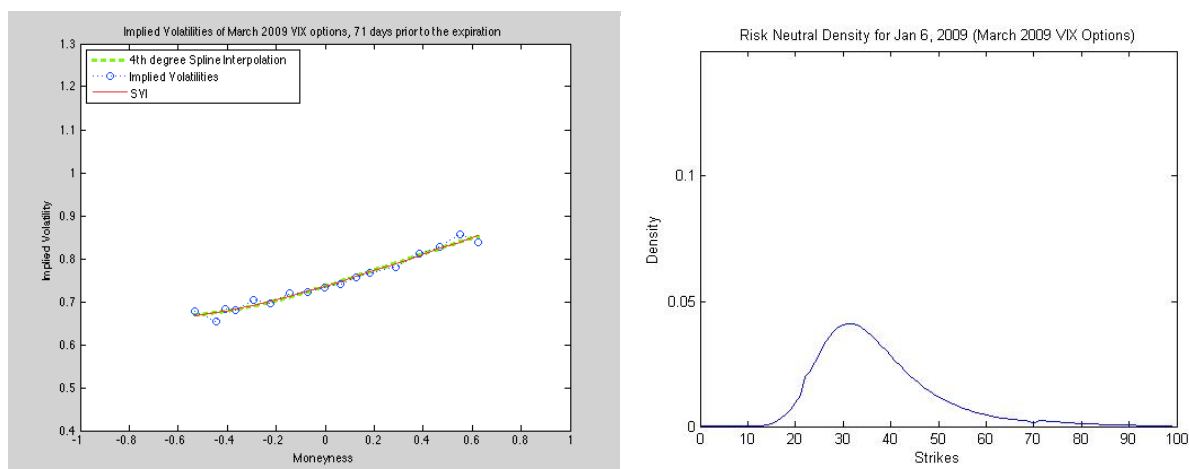 Implied Volatilities of March 2009 VIX options, 71 days prior to the expiration
1.3
4th degree Spline Interpolation
Implied Volatilities
SVI
1.2
1.1
1
0.9
0.8
0.7
0.6
0.5
0.4
Implied Volatility
-1 -0.8 -0.6 -0.4 -0.2 0 0.2 0.4 0.6 0.8 1
Moneyness
Risk Neutral Density for Jan 6, 2009 (March 2009 VIX Options)
0.1
0.05
0
Density
0 10 20 30 40 50 60 70 80 90 100
Strikes